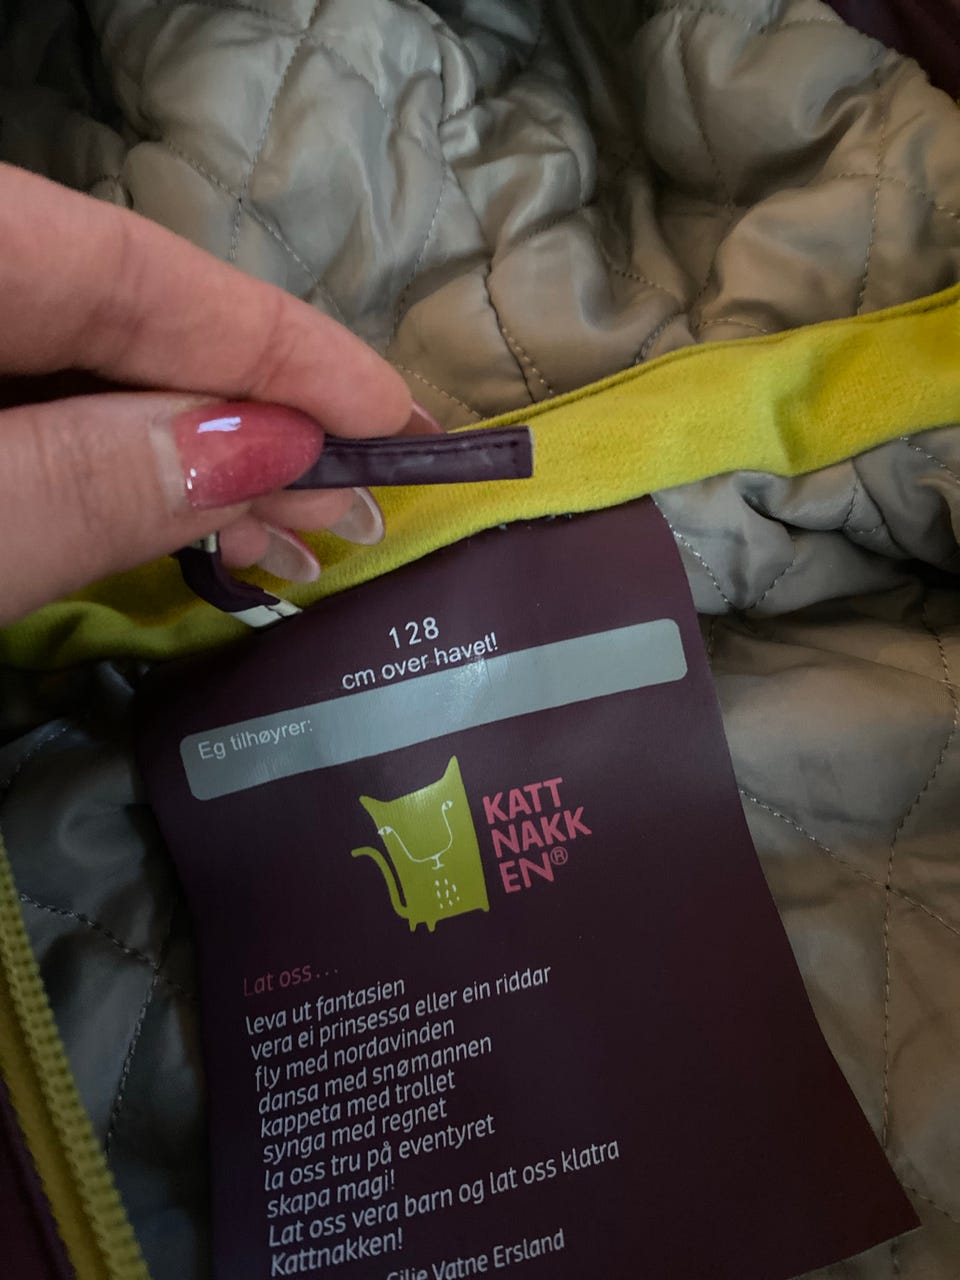 128
cm over havet!
Eg tilhøyrer:
KATT
NAKK
EN®
Lat oss...
leva ut fantasien
vera ei prinsessa eller ein riddar
fly med nordavinden
dansa med snømannen
kappeta med trollet
synga med regnet
la oss tru på eventyret
skapa magi!
Lat oss vera barn og lat oss klatra
Kattnakken!
Silje Vatne Ersland